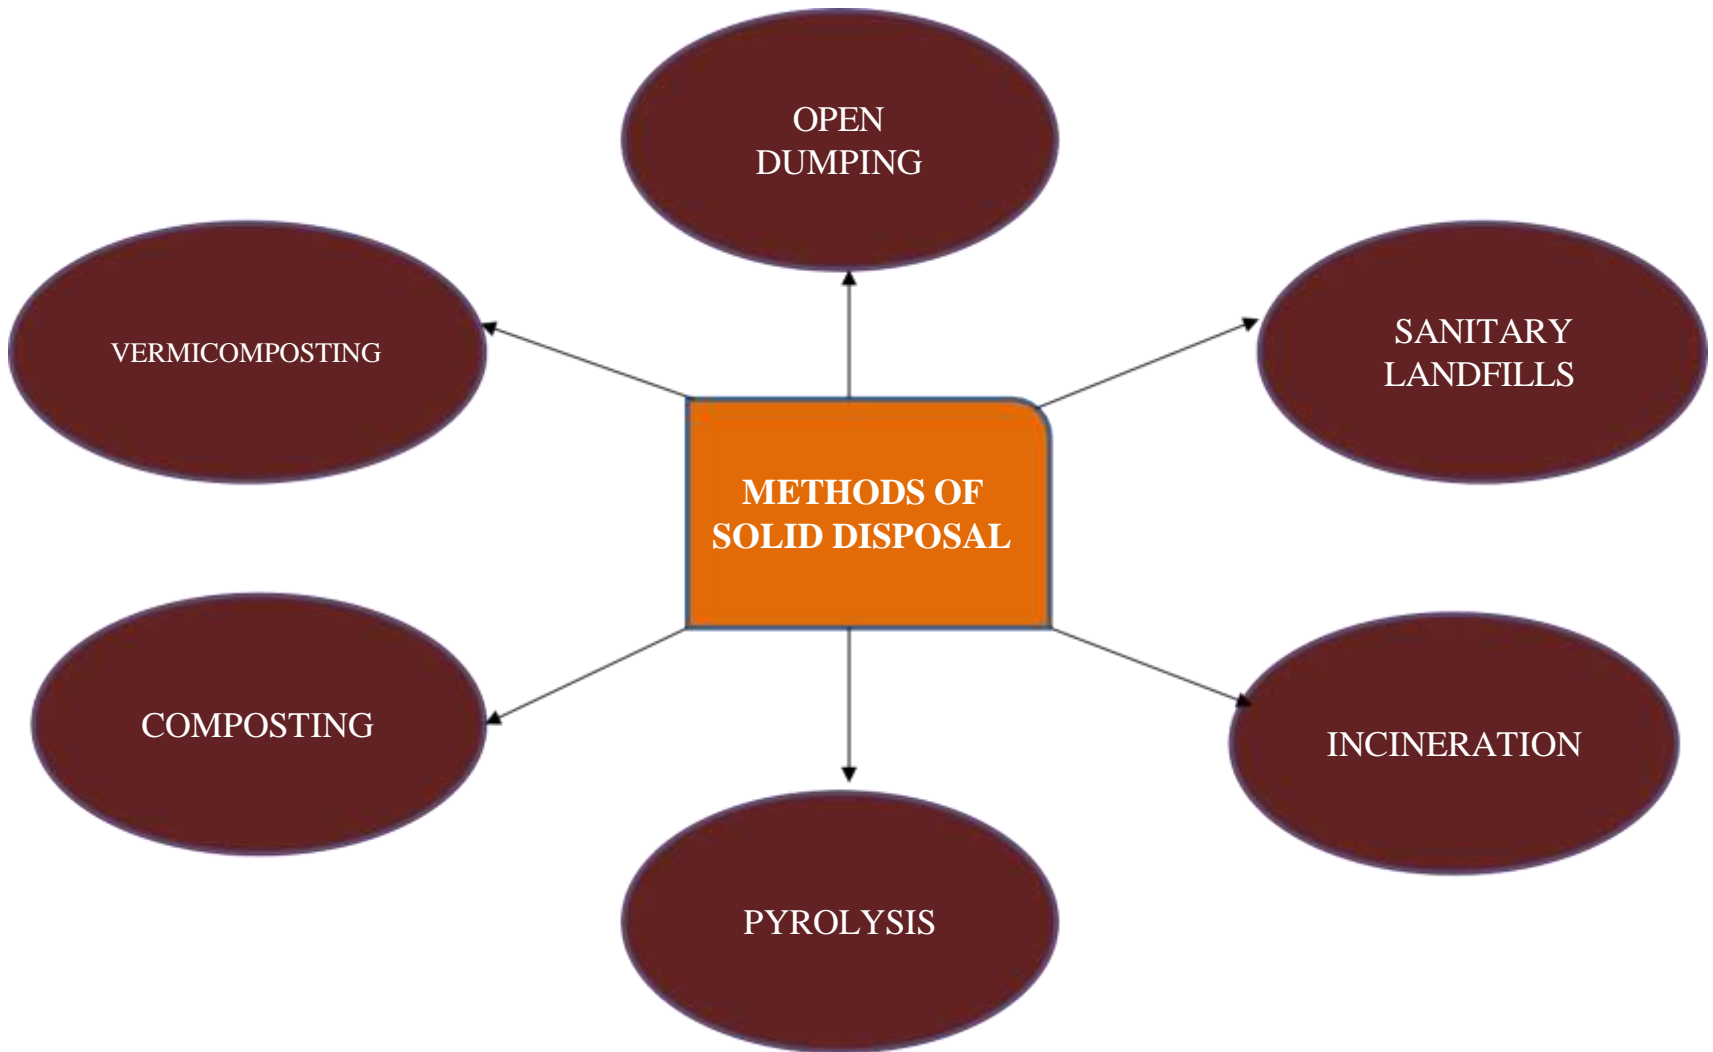 OPEN
DUMPING
VERMICOMPOSTING
SANITARY
LANDFILLS
METHODS OF
SOLID DISPOSAL
COMPOSTING
INCINERATION
PYROLYSIS